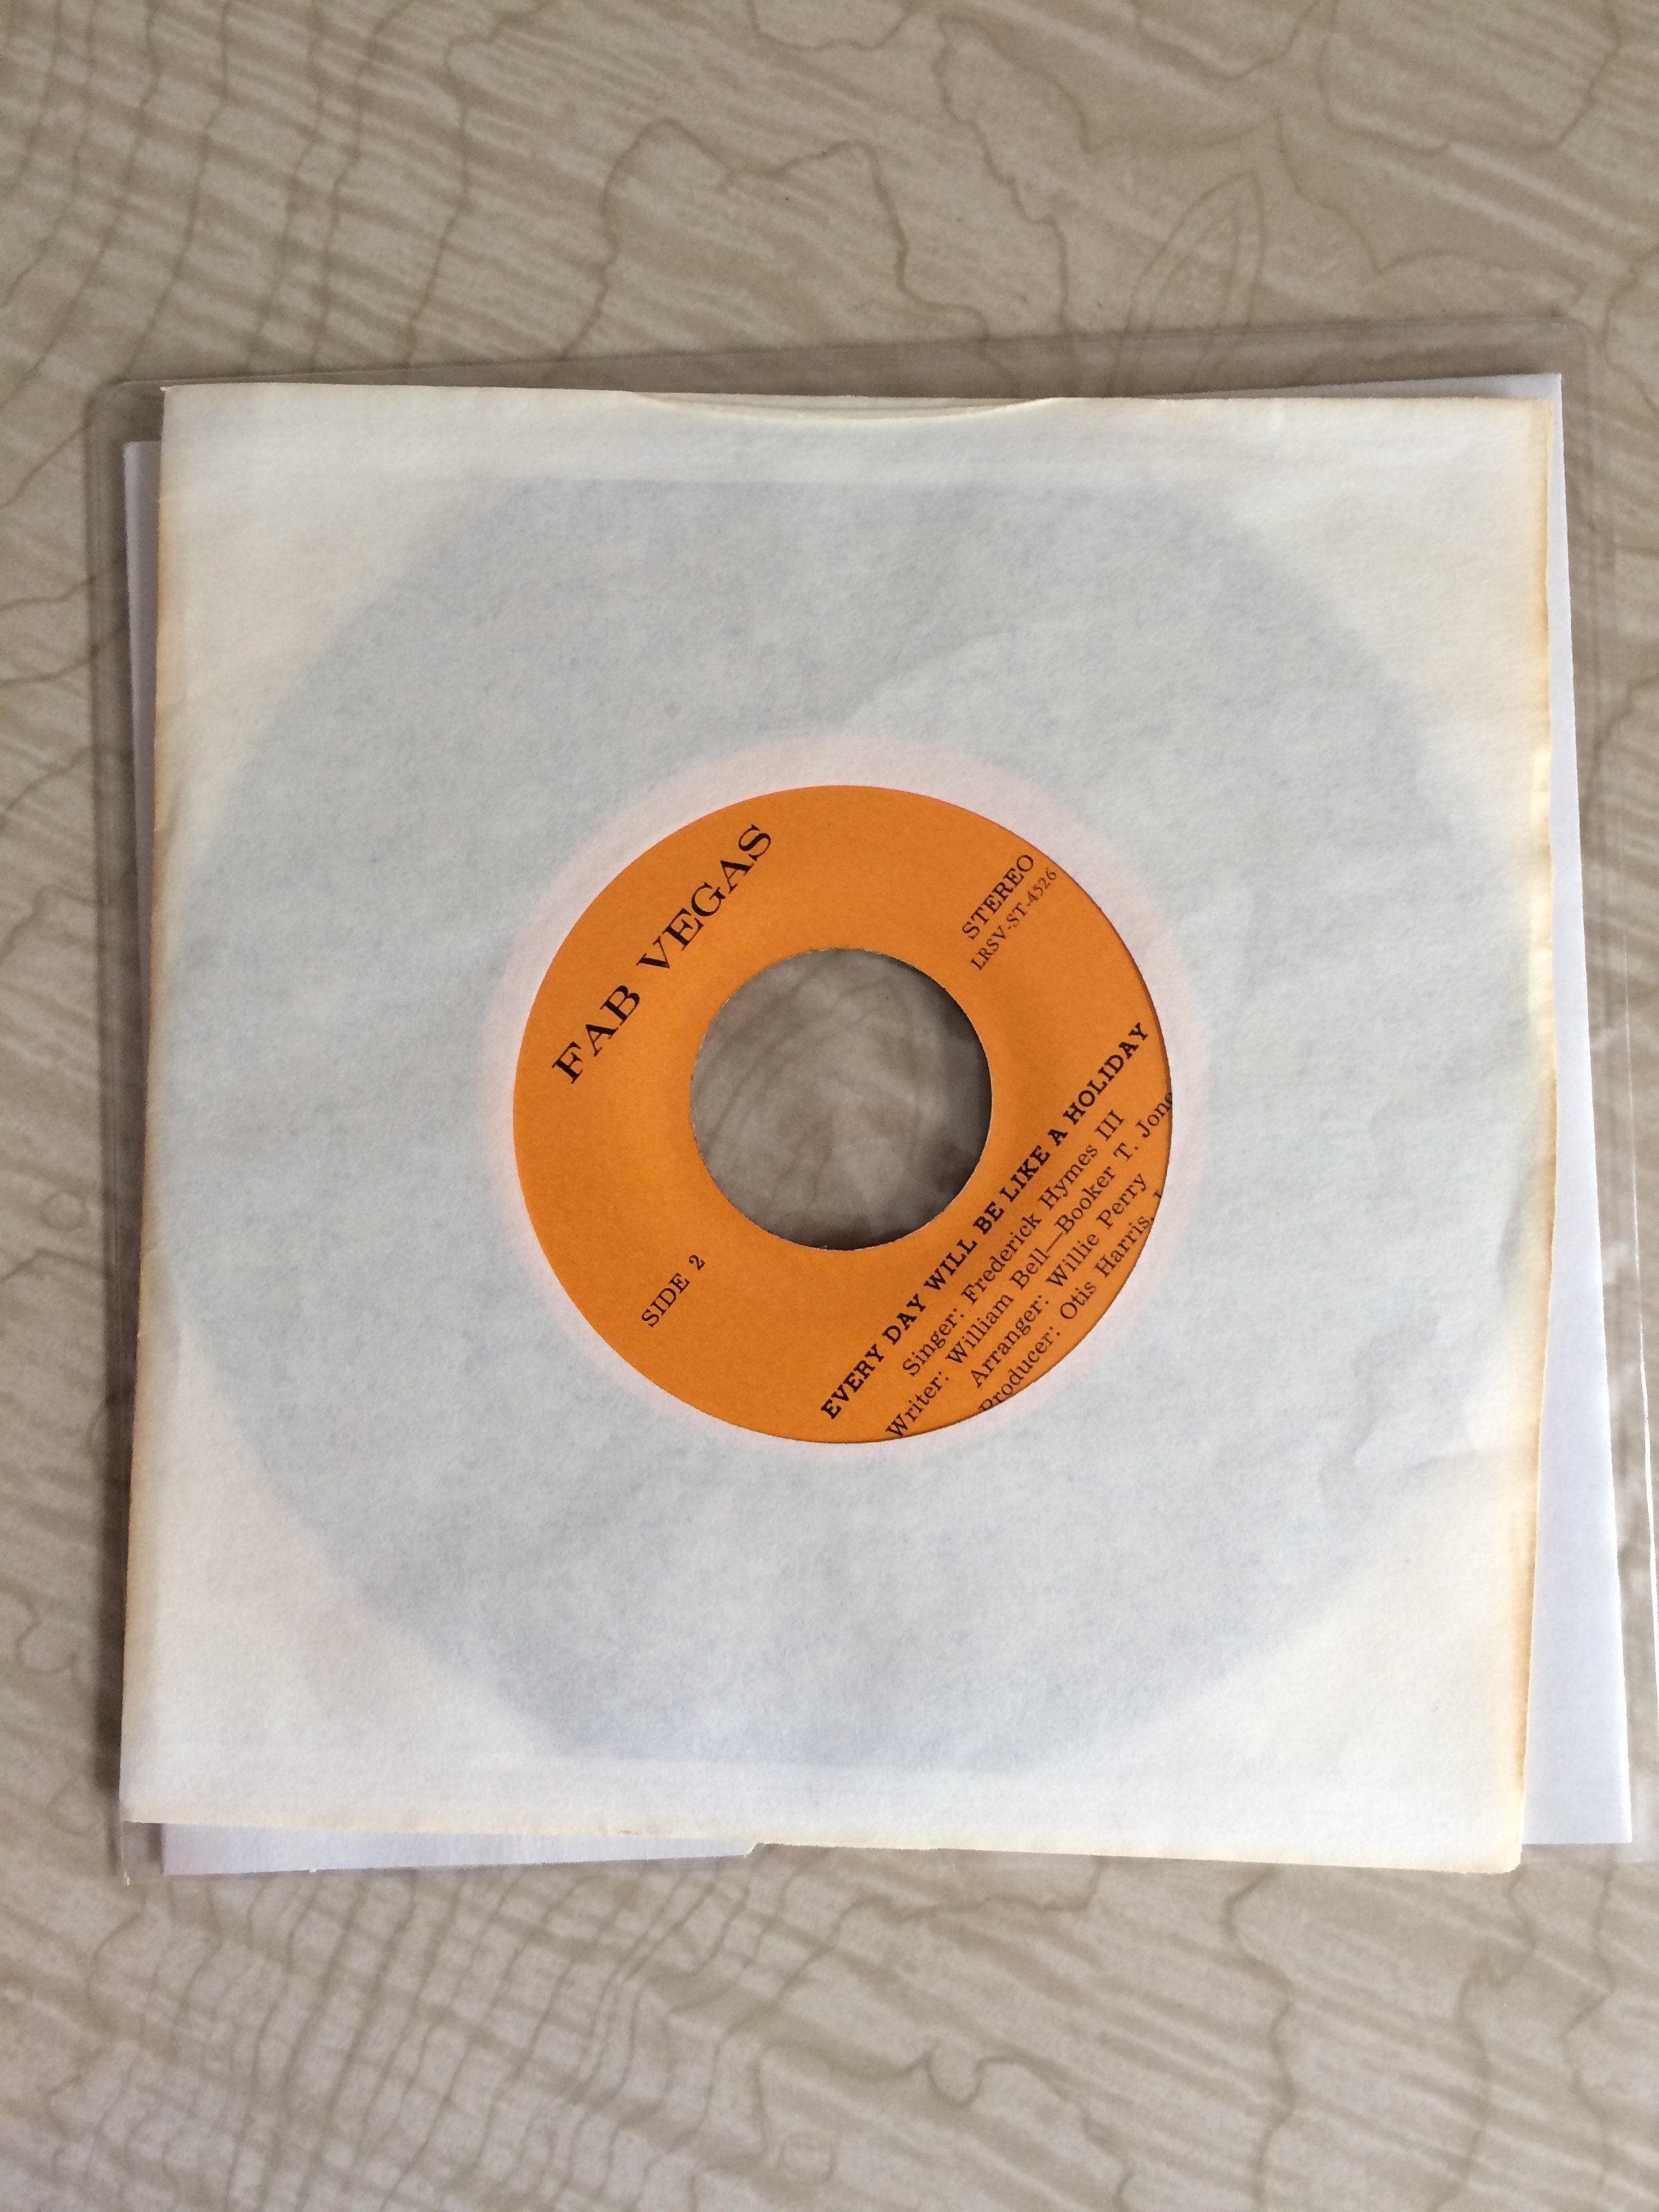 FAB VEGAS
STEREO
LRSV-ST-4526
SIDE 2
EVERY DAY WILL BE LIKE A HOLIDAY
Singer: Frederick Hymes III
Writer: William Bell—Booker T. Jone
Arranger: Willie Perry
Producer: Otis Harris,